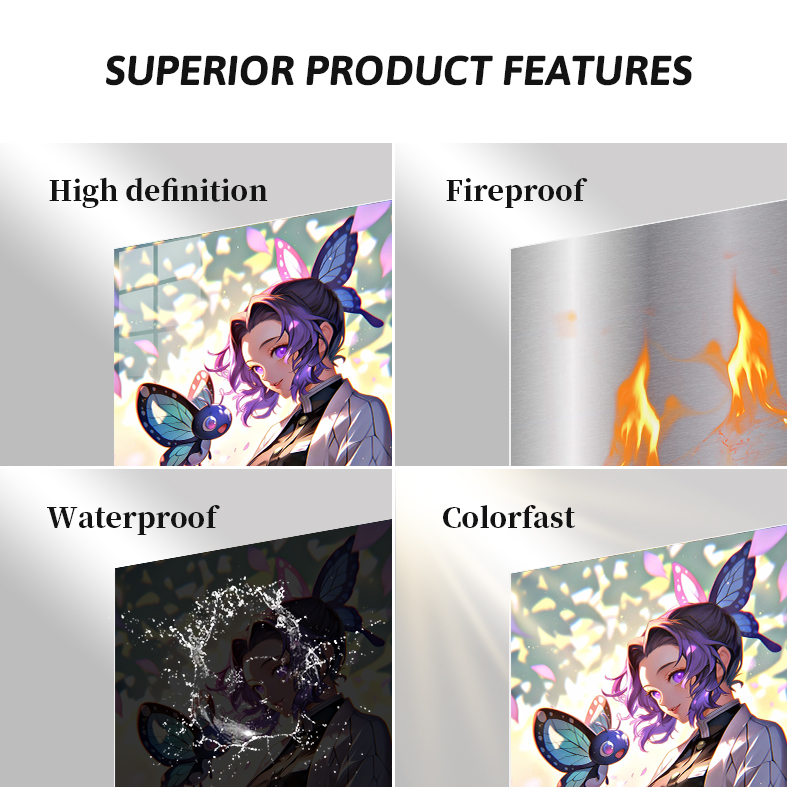 SUPERIOR PRODUCT FEATURES
High definition
Fireproof
Waterproof
Colorfast